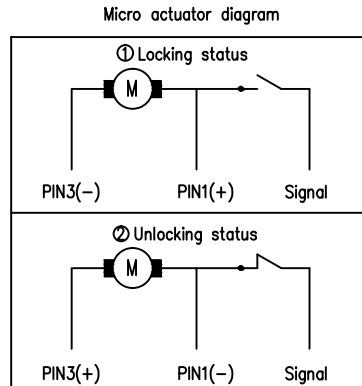 Micro actuator diagram
① Locking status
M
PIN3(-) PIN1(+) Signal
② Unlocking status
M
PIN3(+) PIN1(-) Signal